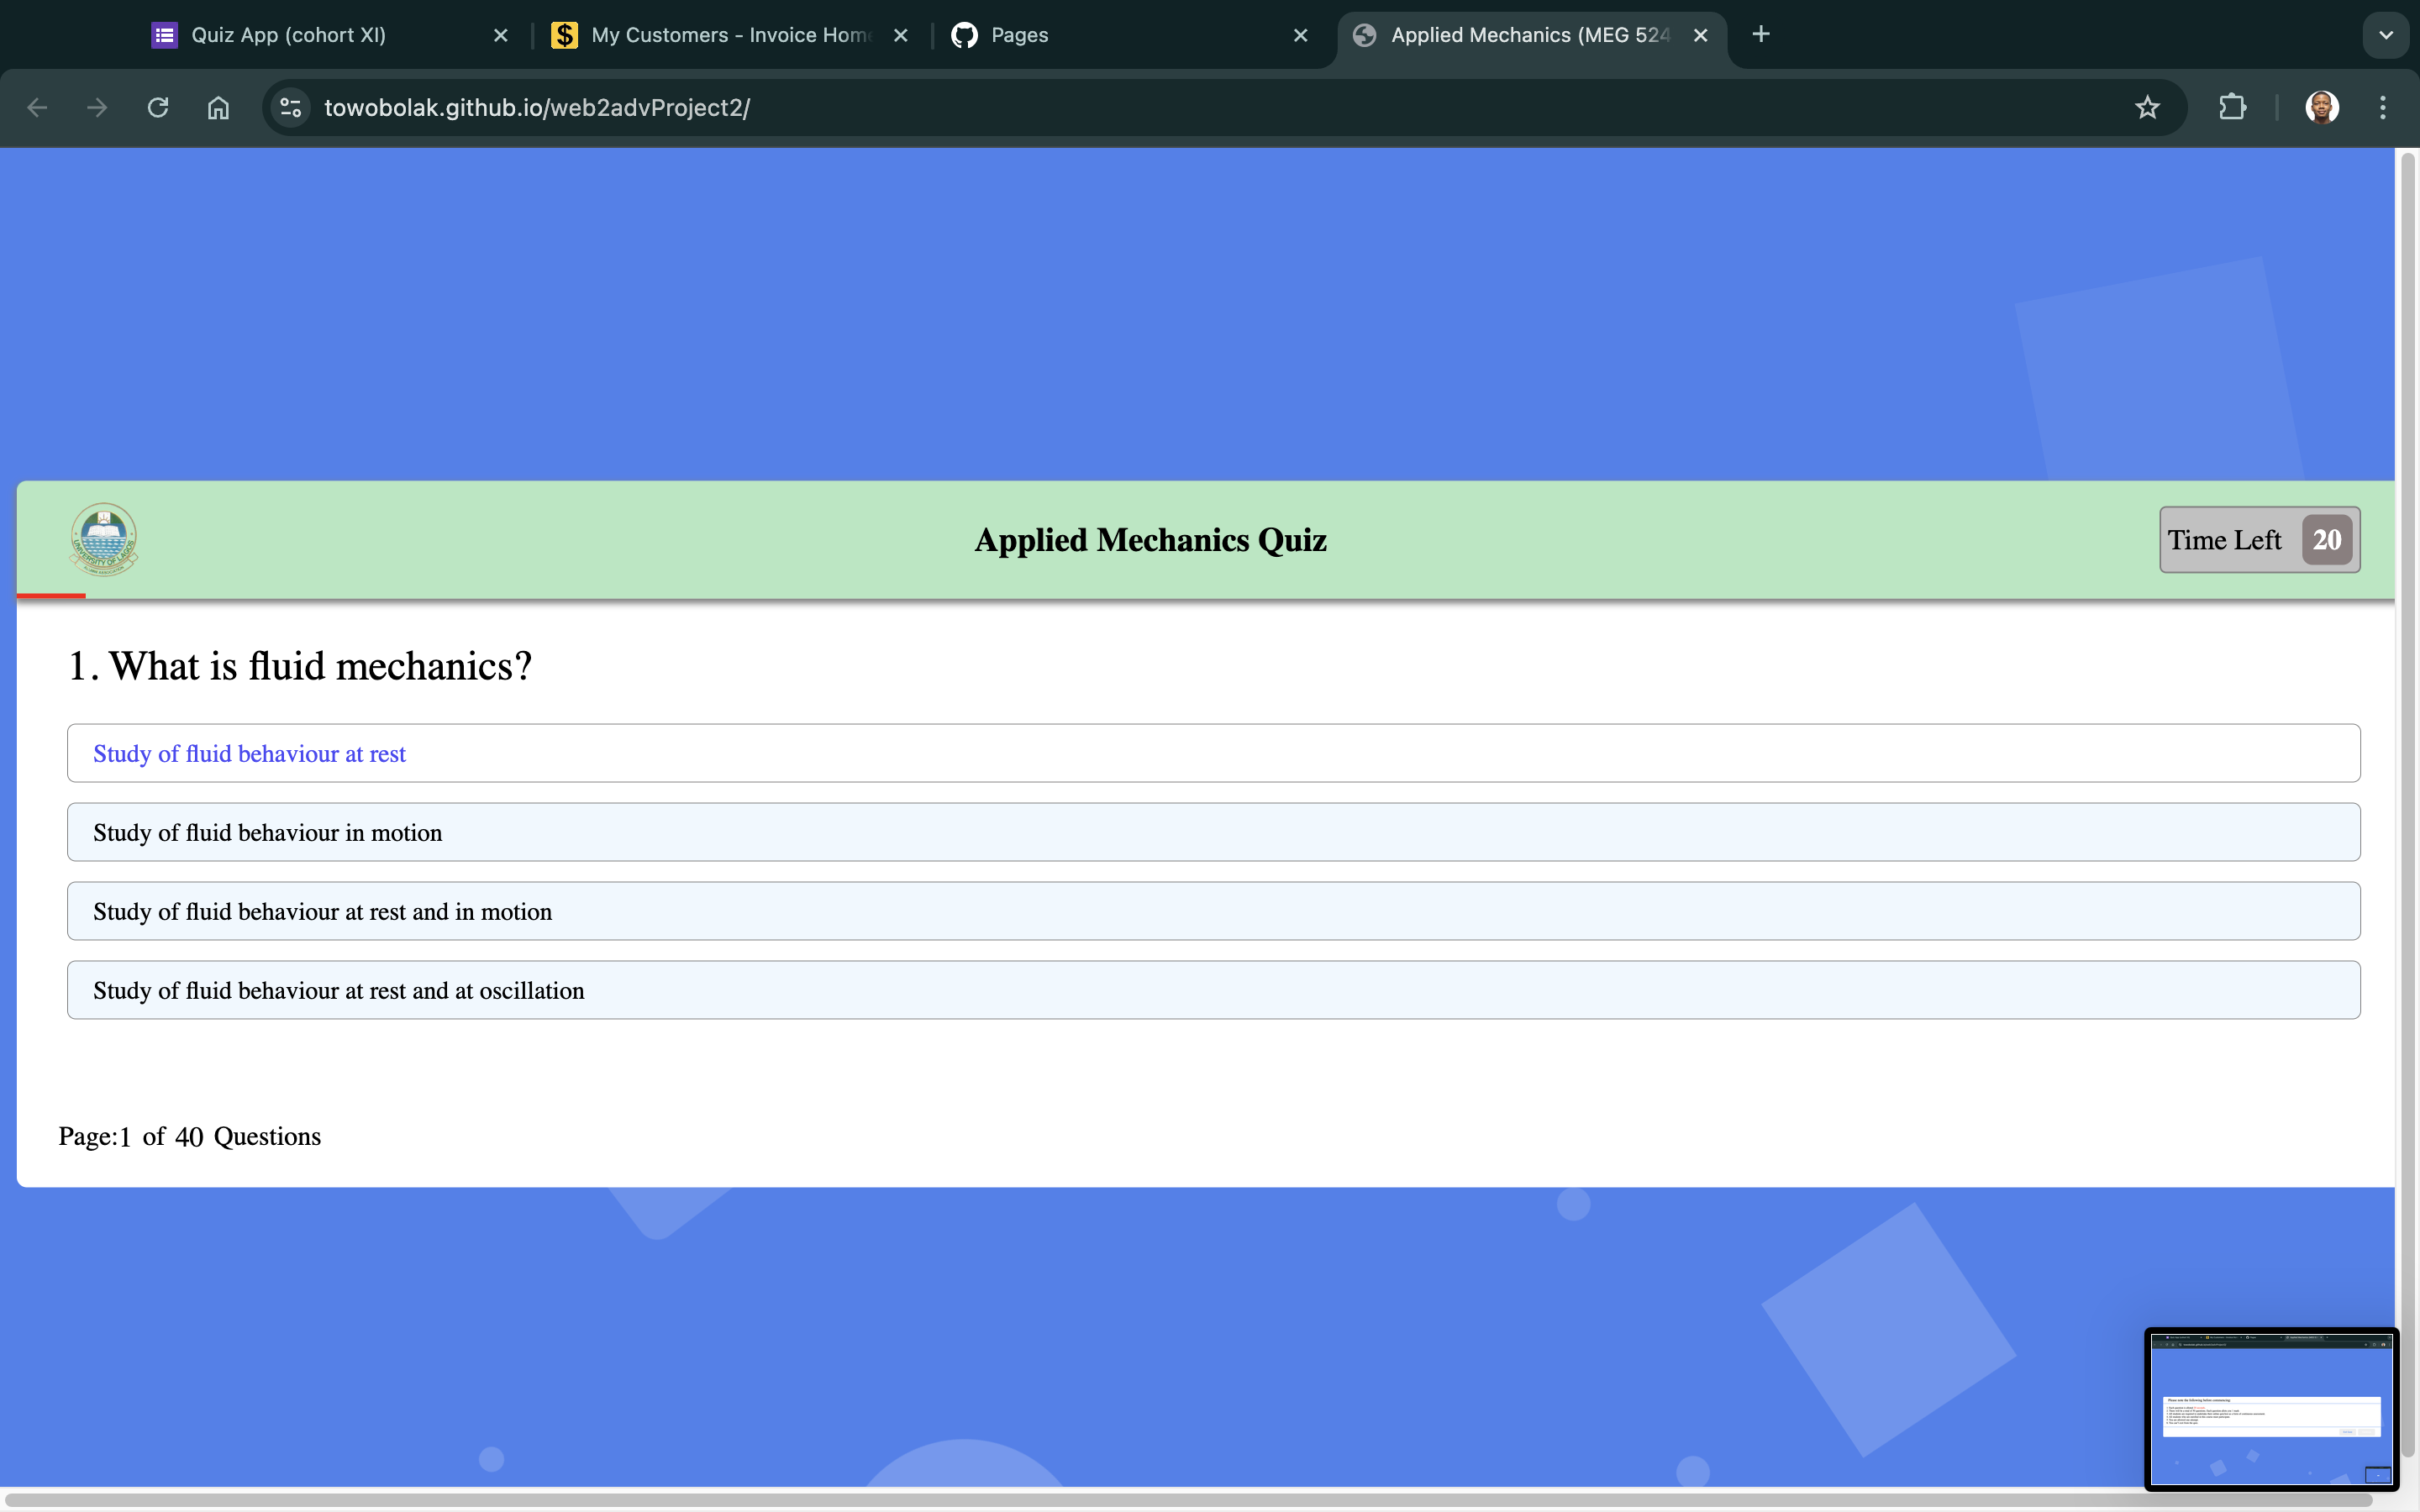 Quiz App (cohort XI)
My Customers - Invoice Hom
Pages
Applied Mechanics (MEG 524
towobolak.github.io/web2advProject2/
UNIVERSITY OF LAGOS
Applied Mechanics Quiz
Time Left 20
1. What is fluid mechanics?
Study of fluid behaviour at rest
Study of fluid behaviour in motion
Study of fluid behaviour at rest and in motion
Study of fluid behaviour at rest and at oscillation
Page:1 of 40 Questions